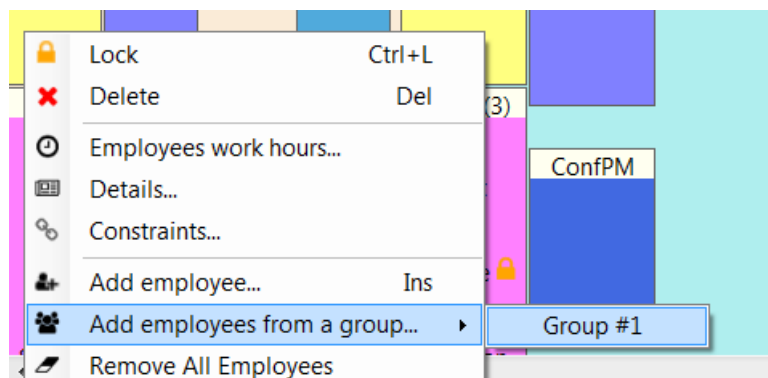 Lock Ctrl+L
Delete Del
(3)
Employees work hours...
ConfPM
Details...
Constraints...
Add employee... Ins
Add employees from a group...
Group #1
Remove All Employees